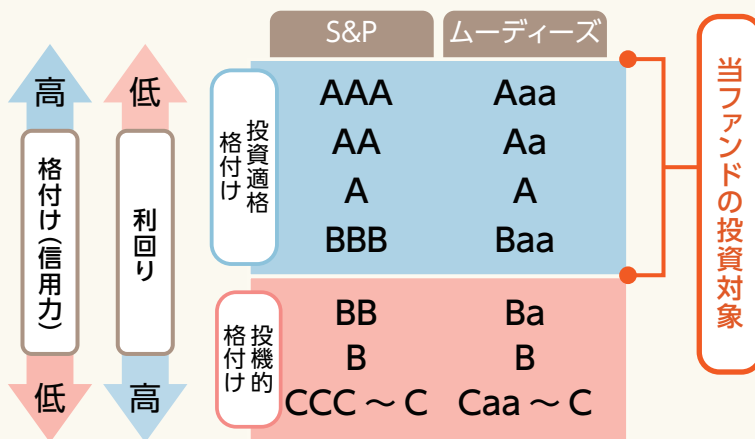 S&P ムーディーズ
高 低
格付け(信用力)
利回り
低 高
投資適格
格付け
AAA Aaa
AA Aa
A A
BBB Baa
投機的
格付け
BB Ba
B B
CCC ～ C Caa ～ C
当ファンドの投資対象